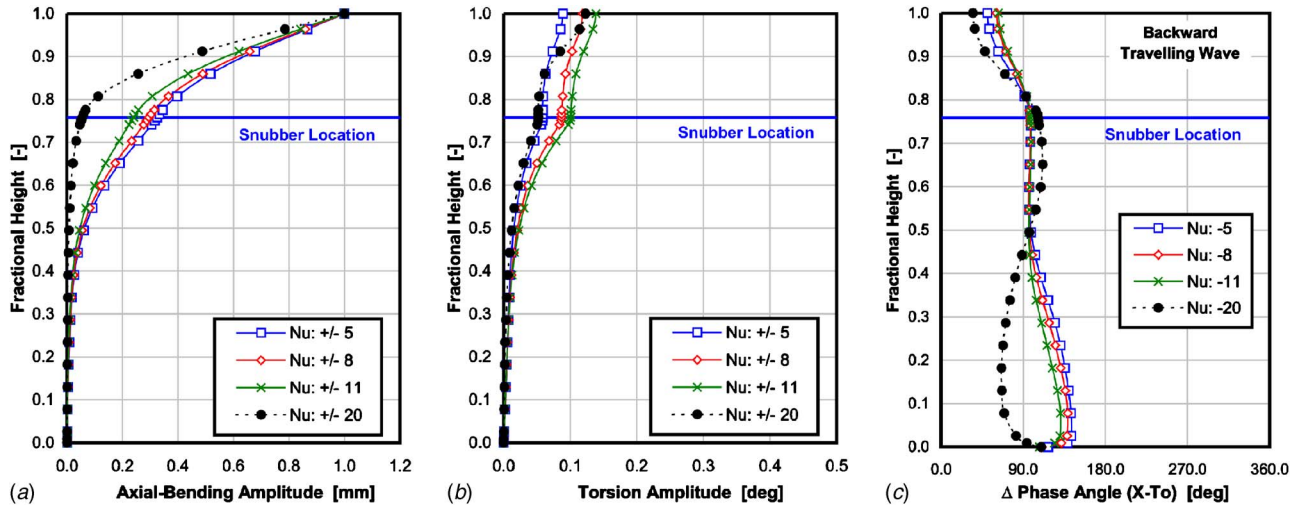 1.0
0.9
0.8
0.7
0.6
0.5
0.4
0.3
0.2
0.1
0.0
Fractional Height [-]
Snubber Location
Nu: +/- 5
Nu: +/- 8
Nu: +/- 11
Nu: +/- 20
0.0 0.2 0.4 0.6 0.8 1.0 1.2
(a) Axial-Bending Amplitude [mm]
1.0
0.9
0.8
0.7
0.6
0.5
0.4
0.3
0.2
0.1
0.0
Fractional Height [-]
Snubber Location
Nu: +/- 5
Nu: +/- 8
Nu: +/- 11
Nu: +/- 20
0.0 0.1 0.2 0.3 0.4 0.5
(b) Torsion Amplitude [deg]
1.0
0.9
0.8
0.7
0.6
0.5
0.4
0.3
0.2
0.1
0.0
Fractional Height [-]
Backward
Travelling Wave
Snubber Location
Nu: -5
Nu: -8
Nu: -11
Nu: -20
0.0 90.0 180.0 270.0 360.0
(c) Δ Phase Angle (X-To) [deg]